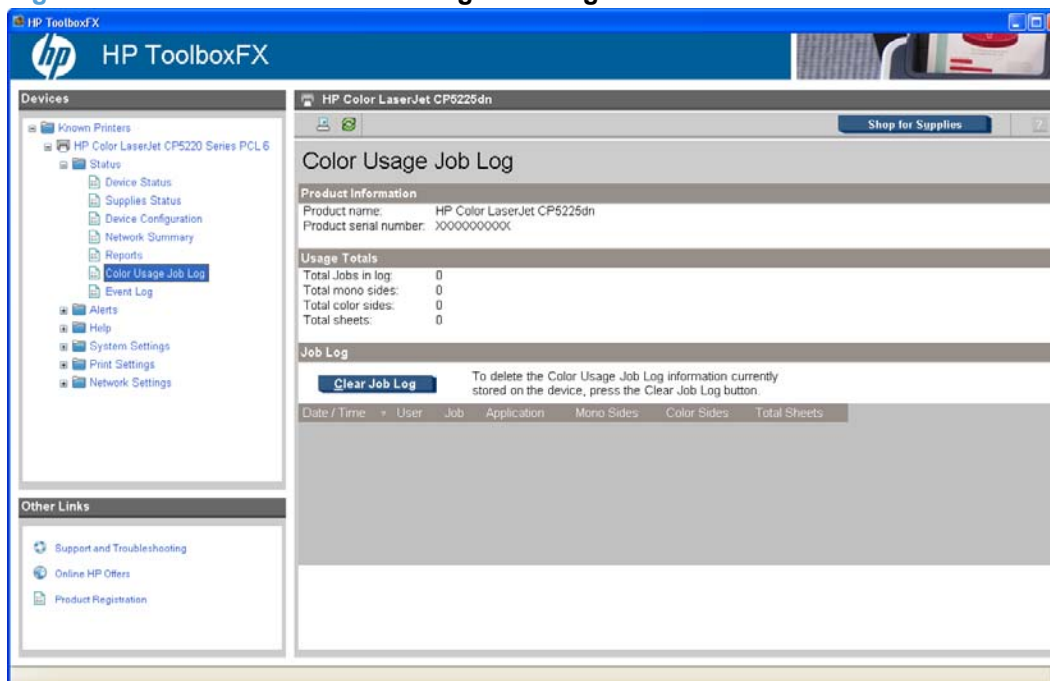 HP ToolboxFX
hp HP ToolboxFX
Devices
Known Printers
HP Color LaserJet CP5220 Series PCL 6
Status
Device Status
Supplies Status
Device Configuration
Network Summary
Reports
Color Usage Job Log
Event Log
Alerts
Help
System Settings
Print Settings
Network Settings
Other Links
Support and Troubleshooting
Online HP Offers
Product Registration
HP Color LaserJet CP5225dn
Shop for Supplies
?
Color Usage Job Log
Product Information
Product name: HP Color LaserJet CP5225dn
Product serial number: XXXXXXXXXX
Usage Totals
Total Jobs in log: 0
Total mono sides: 0
Total color sides: 0
Total sheets: 0
Job Log
Clear Job Log
To delete the Color Usage Job Log information currently
stored on the device, press the Clear Job Log button.
Date / Time User Job Application Mono Sides Color Sides Total Sheets